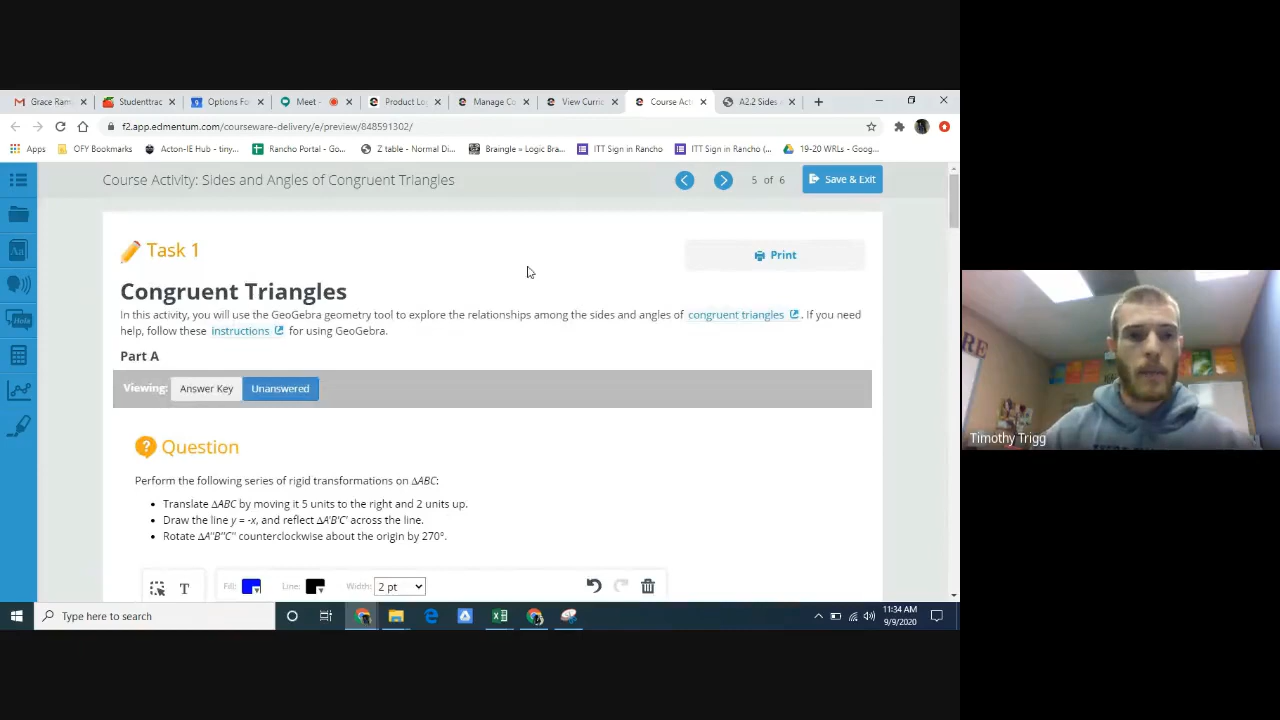 Grace Ram
Studenttrac
Options Fo
Meet -
Product Lo
Manage Co
View Curric
Course Acti
A2.2 Sides
f2.app.edmentum.com/courseware-delivery/e/preview/848591302/
Apps
OFY Bookmarks
Acton-IE Hub - tiny...
Rancho Portal - Go...
Z table - Normal Di...
Braingle » Logic Bra...
ITT Sign in Rancho
ITT Sign in Rancho (...
19-20 WRLs - Goog...
Course Activity: Sides and Angles of Congruent Triangles
5 of 6
Save & Exit
Task 1
Print
Congruent Triangles
In this activity, you will use the GeoGebra geometry tool to explore the relationships among the sides and angles of congruent triangles . If you need
help, follow these instructions for using GeoGebra.
Part A
Viewing:
Answer Key
Unanswered
Question
Perform the following series of rigid transformations on ∆ABC:
• Translate ∆ABC by moving it 5 units to the right and 2 units up.
• Draw the line y = -x, and reflect ∆A'B'C' across the line.
• Rotate ∆A''B''C'' counterclockwise about the origin by 270°.
T
Fill:
Line:
Width:
2 pt
Type here to search
11:34 AM
9/9/2020
Timothy Trigg